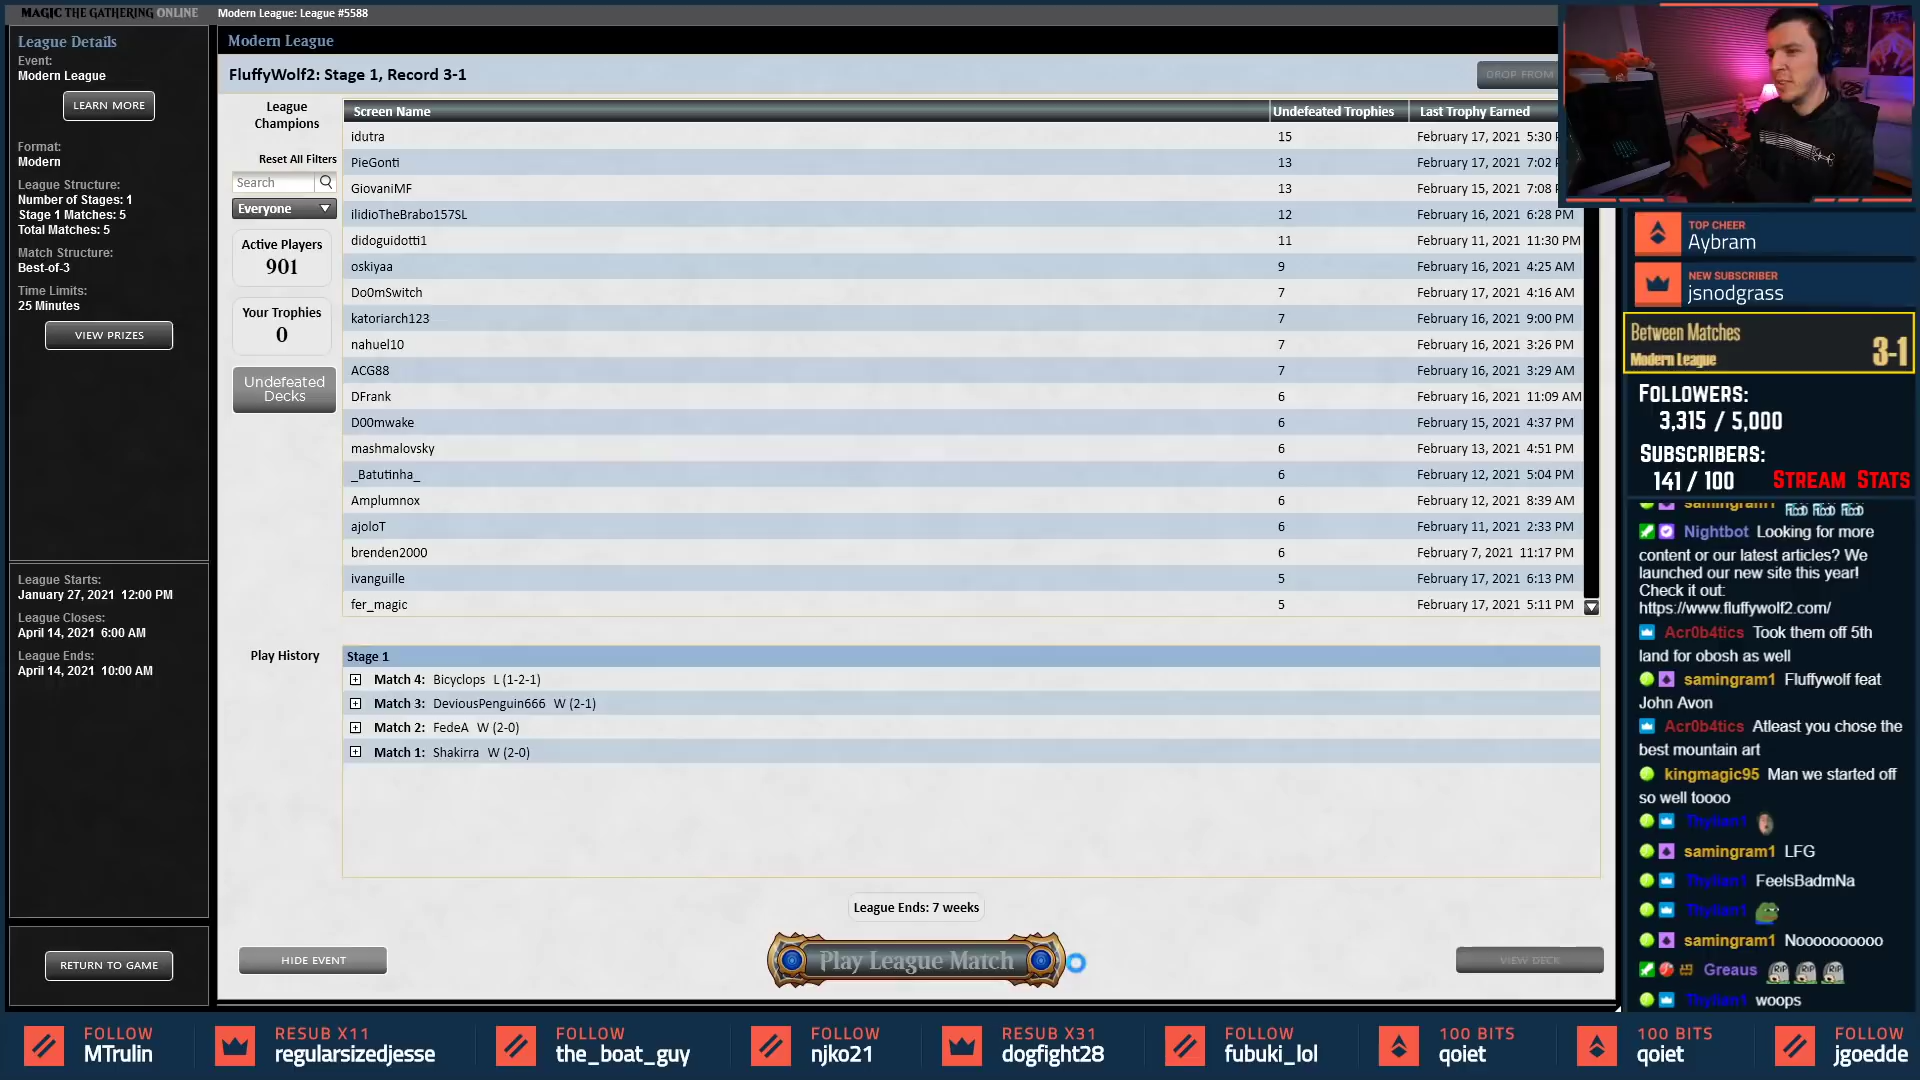 MAGIC THE GATHERING ONLINE
Modern League: League #5588
League Details
Event:
Modern League
LEARN MORE
Format:
Modern
League Structure:
Number of Stages: 1
Stage 1 Matches: 5
Total Matches: 5
Match Structure:
Best-of-3
Time Limits:
25 Minutes
VIEW PRIZES
League Starts:
January 27, 2021 12:00 PM
League Closes:
April 14, 2021 6:00 AM
League Ends:
April 14, 2021 10:00 AM
RETURN TO GAME
Modern League
FluffyWolf2: Stage 1, Record 3-1
DROP FROM
League
Champions
Reset All Filters
Search
Everyone
Active Players
901
Your Trophies
0
Undefeated
Decks
Screen Name Undefeated Trophies Last Trophy Earned
idutra 15 February 17, 2021 5:30
PieGonti 13 February 17, 2021 7:02
GiovaniMF 13 February 15, 2021 7:08
ilidioTheBrabo157SL 12 February 16, 2021 6:28 PM
didoguidotti1 11 February 11, 2021 11:30 PM
oskiyaa 9 February 16, 2021 4:25 AM
Do0mSwitch 7 February 17, 2021 4:16 AM
katoriarch123 7 February 16, 2021 9:00 PM
nahuel10 7 February 16, 2021 3:26 PM
ACG88 7 February 16, 2021 3:29 AM
DFrank 6 February 16, 2021 11:09 AM
D00mwake 6 February 15, 2021 4:37 PM
mashmalovsky 6 February 13, 2021 4:51 PM
_Batutinha_ 6 February 12, 2021 5:04 PM
Amplumnox 6 February 12, 2021 8:39 AM
ajoloT 6 February 11, 2021 2:33 PM
brenden2000 6 February 7, 2021 11:17 PM
ivanguille 5 February 17, 2021 6:13 PM
fer_magic 5 February 17, 2021 5:11 PM
Play History
Stage 1
Match 4: Bicyclops L (1-2-1)
Match 3: DeviousPenguin666 W (2-1)
Match 2: FedeA W (2-0)
Match 1: Shakirra W (2-0)
League Ends: 7 weeks
HIDE EVENT
Play League Match
VIEW DECK
TOP CHEER
Aybram
NEW SUBSCRIBER
jsnodgrass
Between Matches
Modern League
3-1
FOLLOWERS:
3,315 / 5,000
SUBSCRIBERS:
141 / 100
STREAM STATS
samingram1
Nightbot Looking for more
content or our latest articles? We
launched our new site this year!
Check it out:
https://www.fluffywolf2.com/
Acr0b4tics Took them off 5th
land for obosh as well
samingram1 Fluffywolf feat
John Avon
Acr0b4tics Atleast you chose the
best mountain art
kingmagic95 Man we started off
so well toooo
Thylian1
samingram1 LFG
Thylian1 FeelsBadmNa
Thylian1
samingram1 Noooooooooo
Greaus RIP RIP RIP
Thylian1 woops
FOLLOW
MTrulin
RESUB X11
regularsizedjesse
FOLLOW
the_boat_guy
FOLLOW
njko21
RESUB X31
dogfight28
FOLLOW
fubuki_lol
100 BITS
qoiet
100 BITS
qoiet
FOLLOW
jgoedde